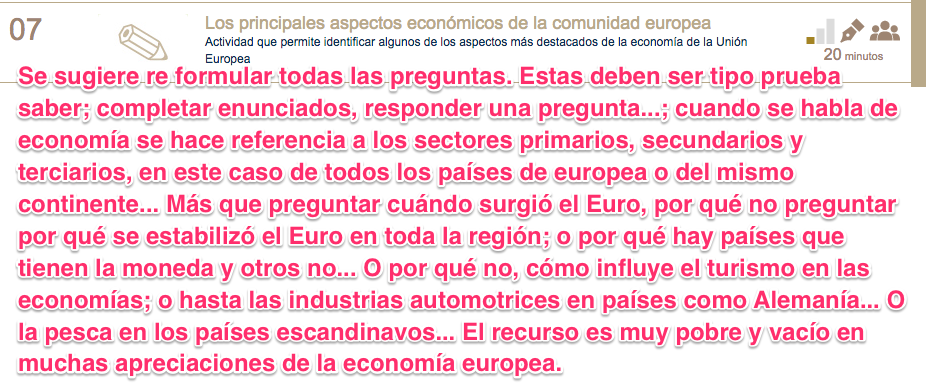 07
Los principales aspectos económicos de la comunidad europea
Actividad que permite identificar algunos de los aspectos más destacados de la economía de la Unión
Europea
20 minutos
Se sugiere re formular todas las preguntas. Estas deben ser tipo prueba
saber; completar enunciados, responder una pregunta...; cuando se habla de
economía se hace referencia a los sectores primarios, secundarios y
terciarios, en este caso de todos los países de europea o del mismo
continente... Más que preguntar cuándo surgió el Euro, por qué no preguntar
por qué se estabilizó el Euro en toda la región; o por qué hay países que
tienen la moneda y otros no... O por qué no, cómo influye el turismo en las
economías; o hasta las industrias automotrices en países como Alemanía... O
la pesca en los países escandinavos... El recurso es muy pobre y vacío en
muchas apreciaciones de la economía europea.